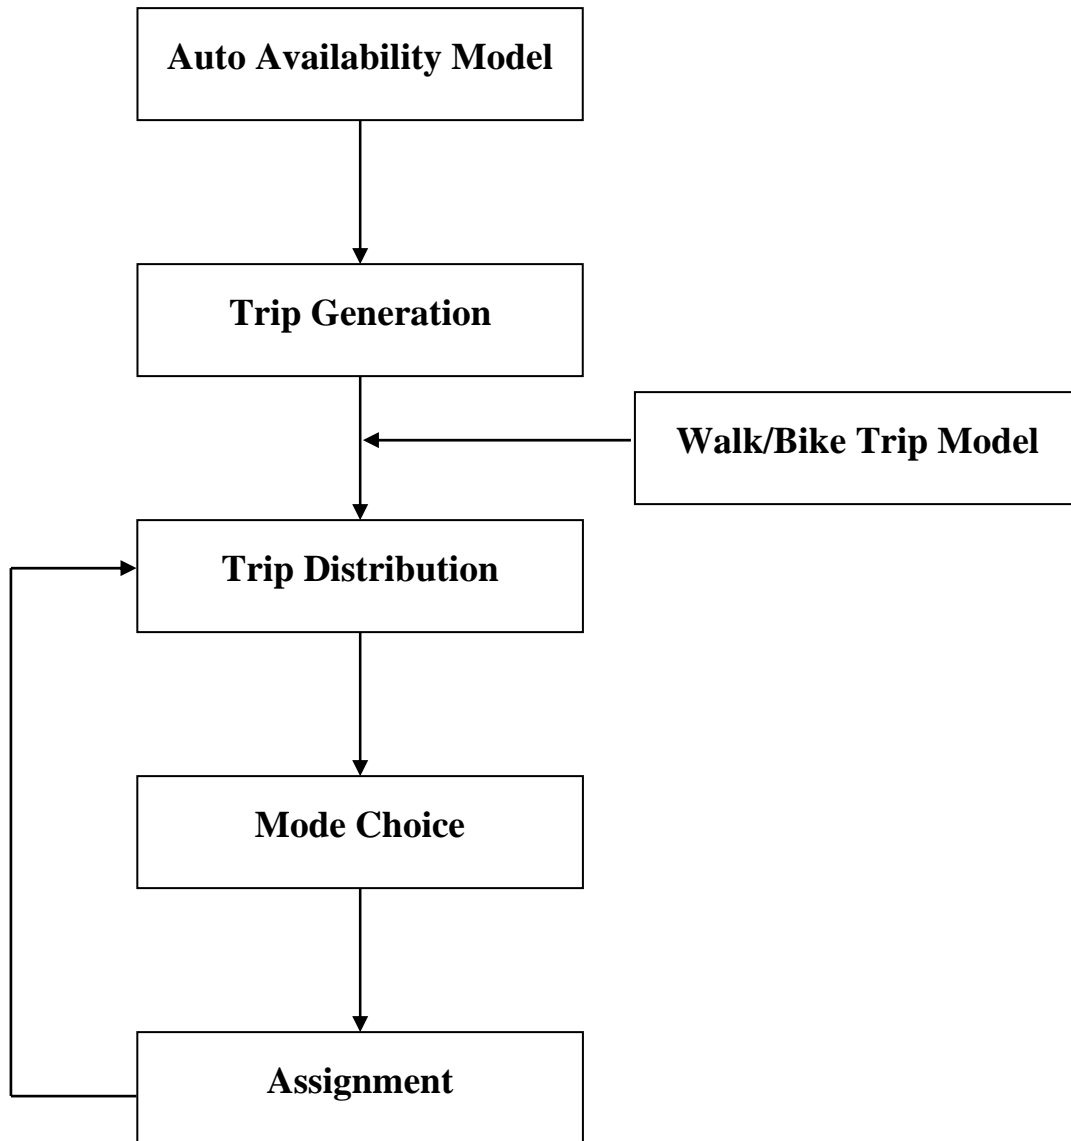 Auto Availability Model
Trip Generation
Walk/Bike Trip Model
Trip Distribution
Mode Choice
Assignment